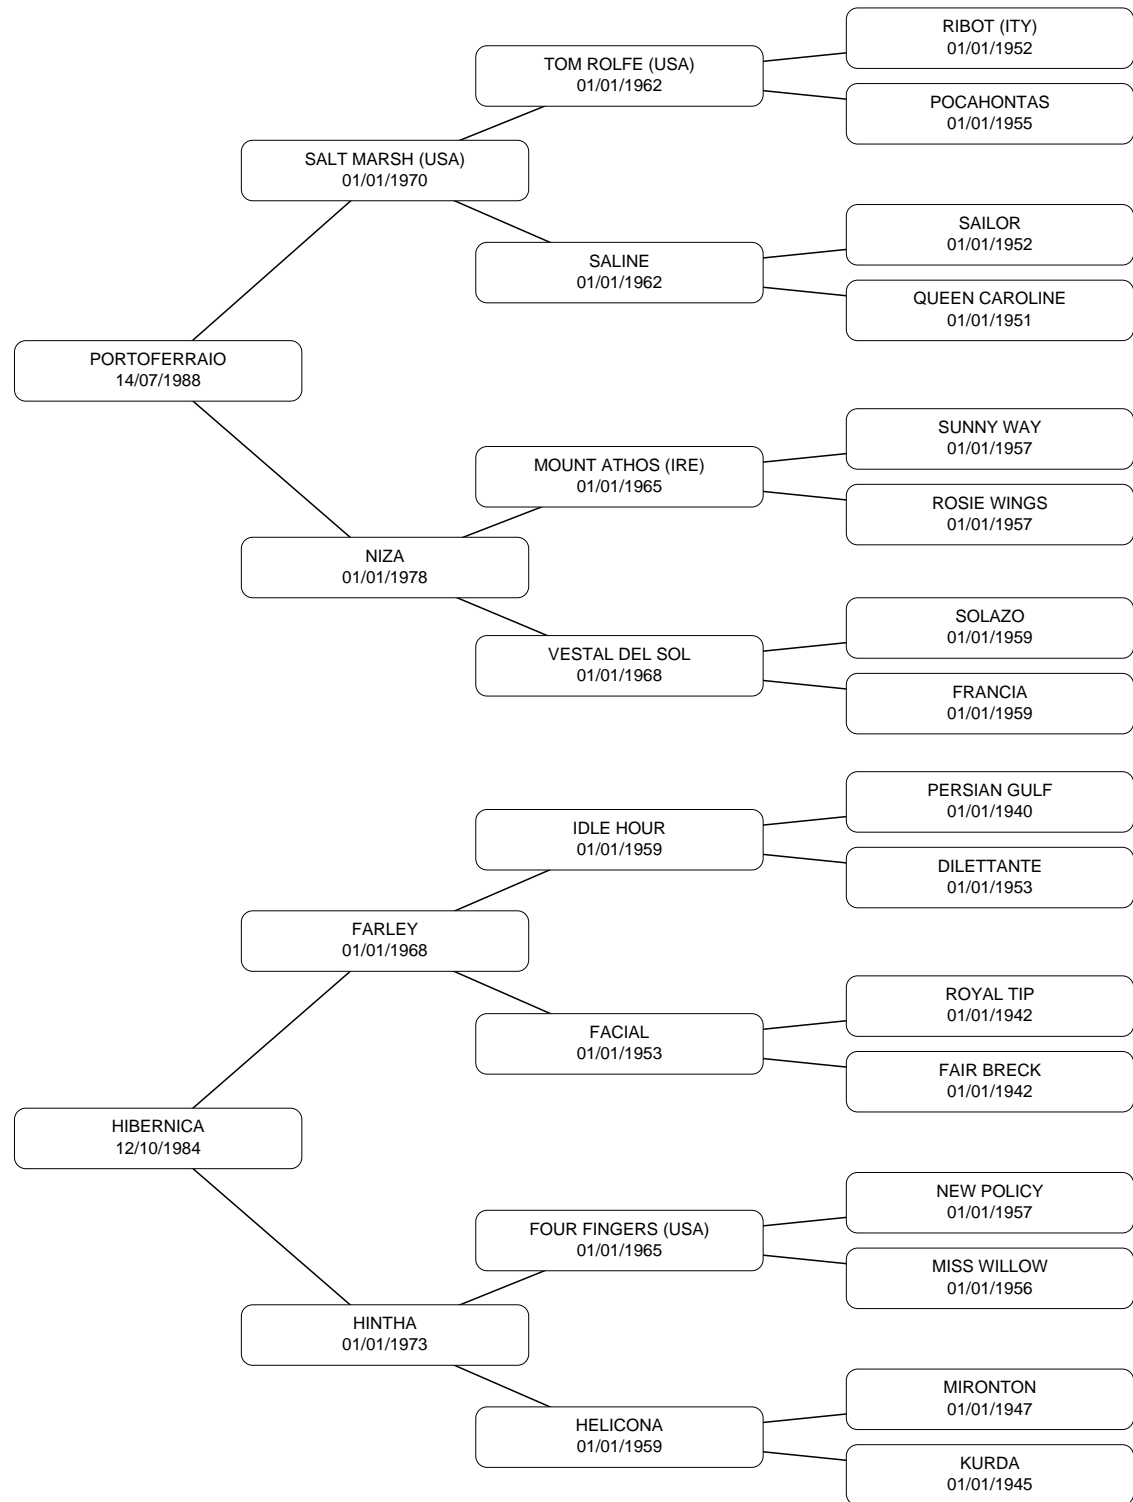 RIBOT (ITY)
01/01/1952
TOM ROLFE (USA)
01/01/1962
POCAHONTAS
01/01/1955
SALT MARSH (USA)
01/01/1970
SAILOR
01/01/1952
SALINE
01/01/1962
QUEEN CAROLINE
01/01/1951
PORTOFERRAIO
14/07/1988
SUNNY WAY
01/01/1957
MOUNT ATHOS (IRE)
01/01/1965
ROSIE WINGS
01/01/1957
NIZA
01/01/1978
SOLAZO
01/01/1959
VESTAL DEL SOL
01/01/1968
FRANCIA
01/01/1959
PERSIAN GULF
01/01/1940
IDLE HOUR
01/01/1959
DILETTANTE
01/01/1953
FARLEY
01/01/1968
ROYAL TIP
01/01/1942
FACIAL
01/01/1953
FAIR BRECK
01/01/1942
HIBERNICA
12/10/1984
NEW POLICY
01/01/1957
FOUR FINGERS (USA)
01/01/1965
MISS WILLOW
01/01/1956
HINTHA
01/01/1973
MIRONTON
01/01/1947
HELICONA
01/01/1959
KURDA
01/01/1945